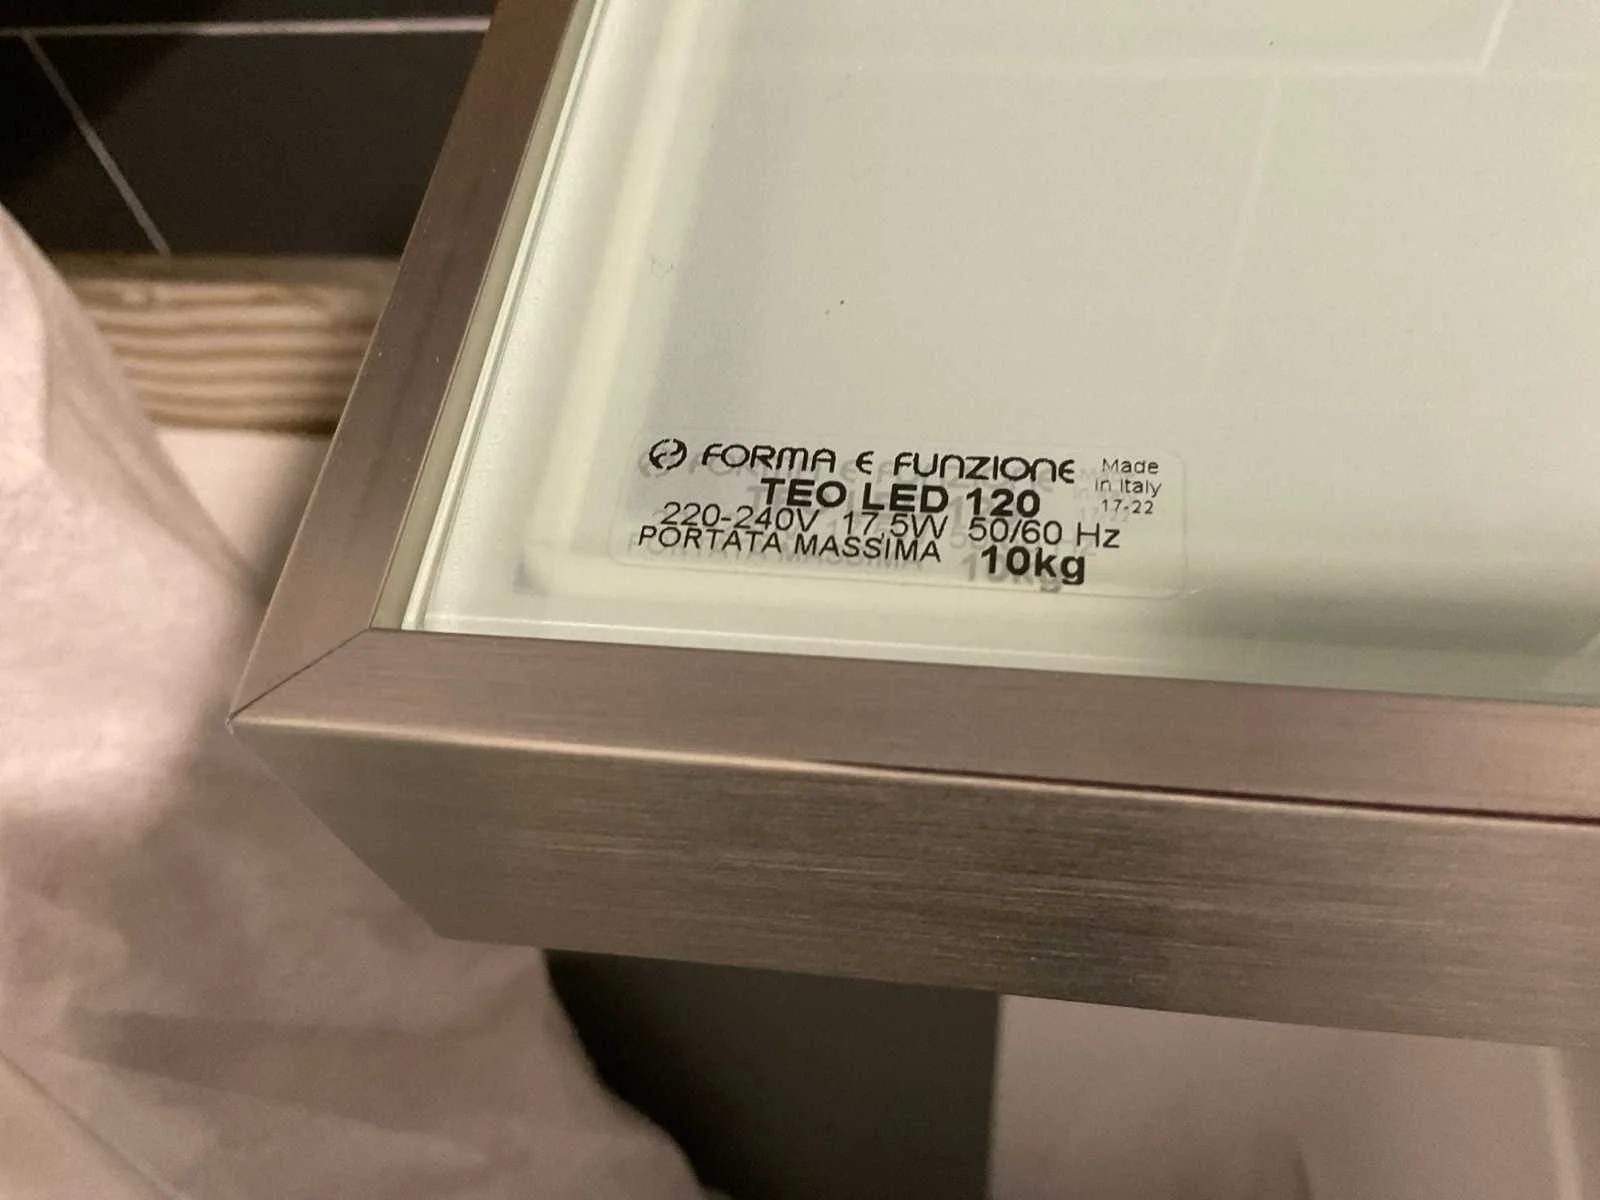 FORMA E FUNZIONE
Made
in Italy
17-22
TEO LED 120
220-240V 17,5W 50/60 Hz
PORTATA MASSIMA 10kg